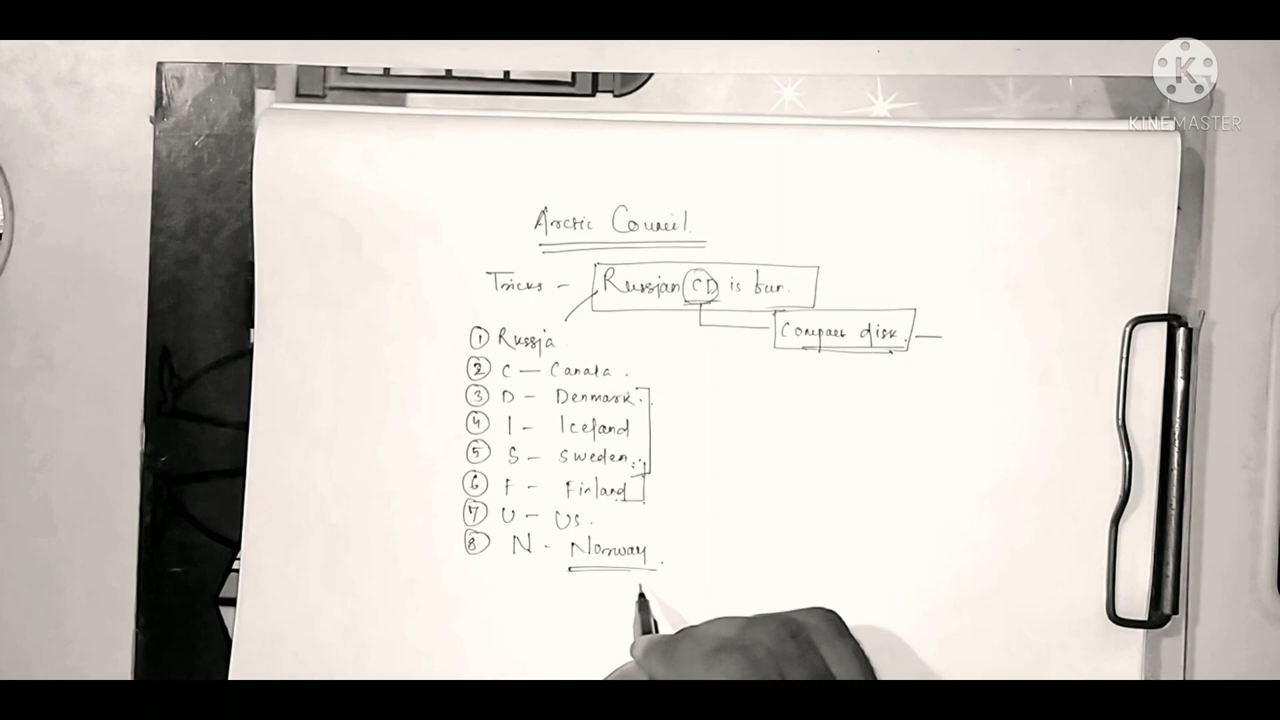 KINEMASTER
Arctic Council
Tricks - Russian CD is fun.
Compact disk.
① Russia
② C — Canada.
③ D - Denmark.
④ I - Iceland
⑤ S - Sweden.
⑥ F - Finland
⑦ U - US.
⑧ N - Norway.